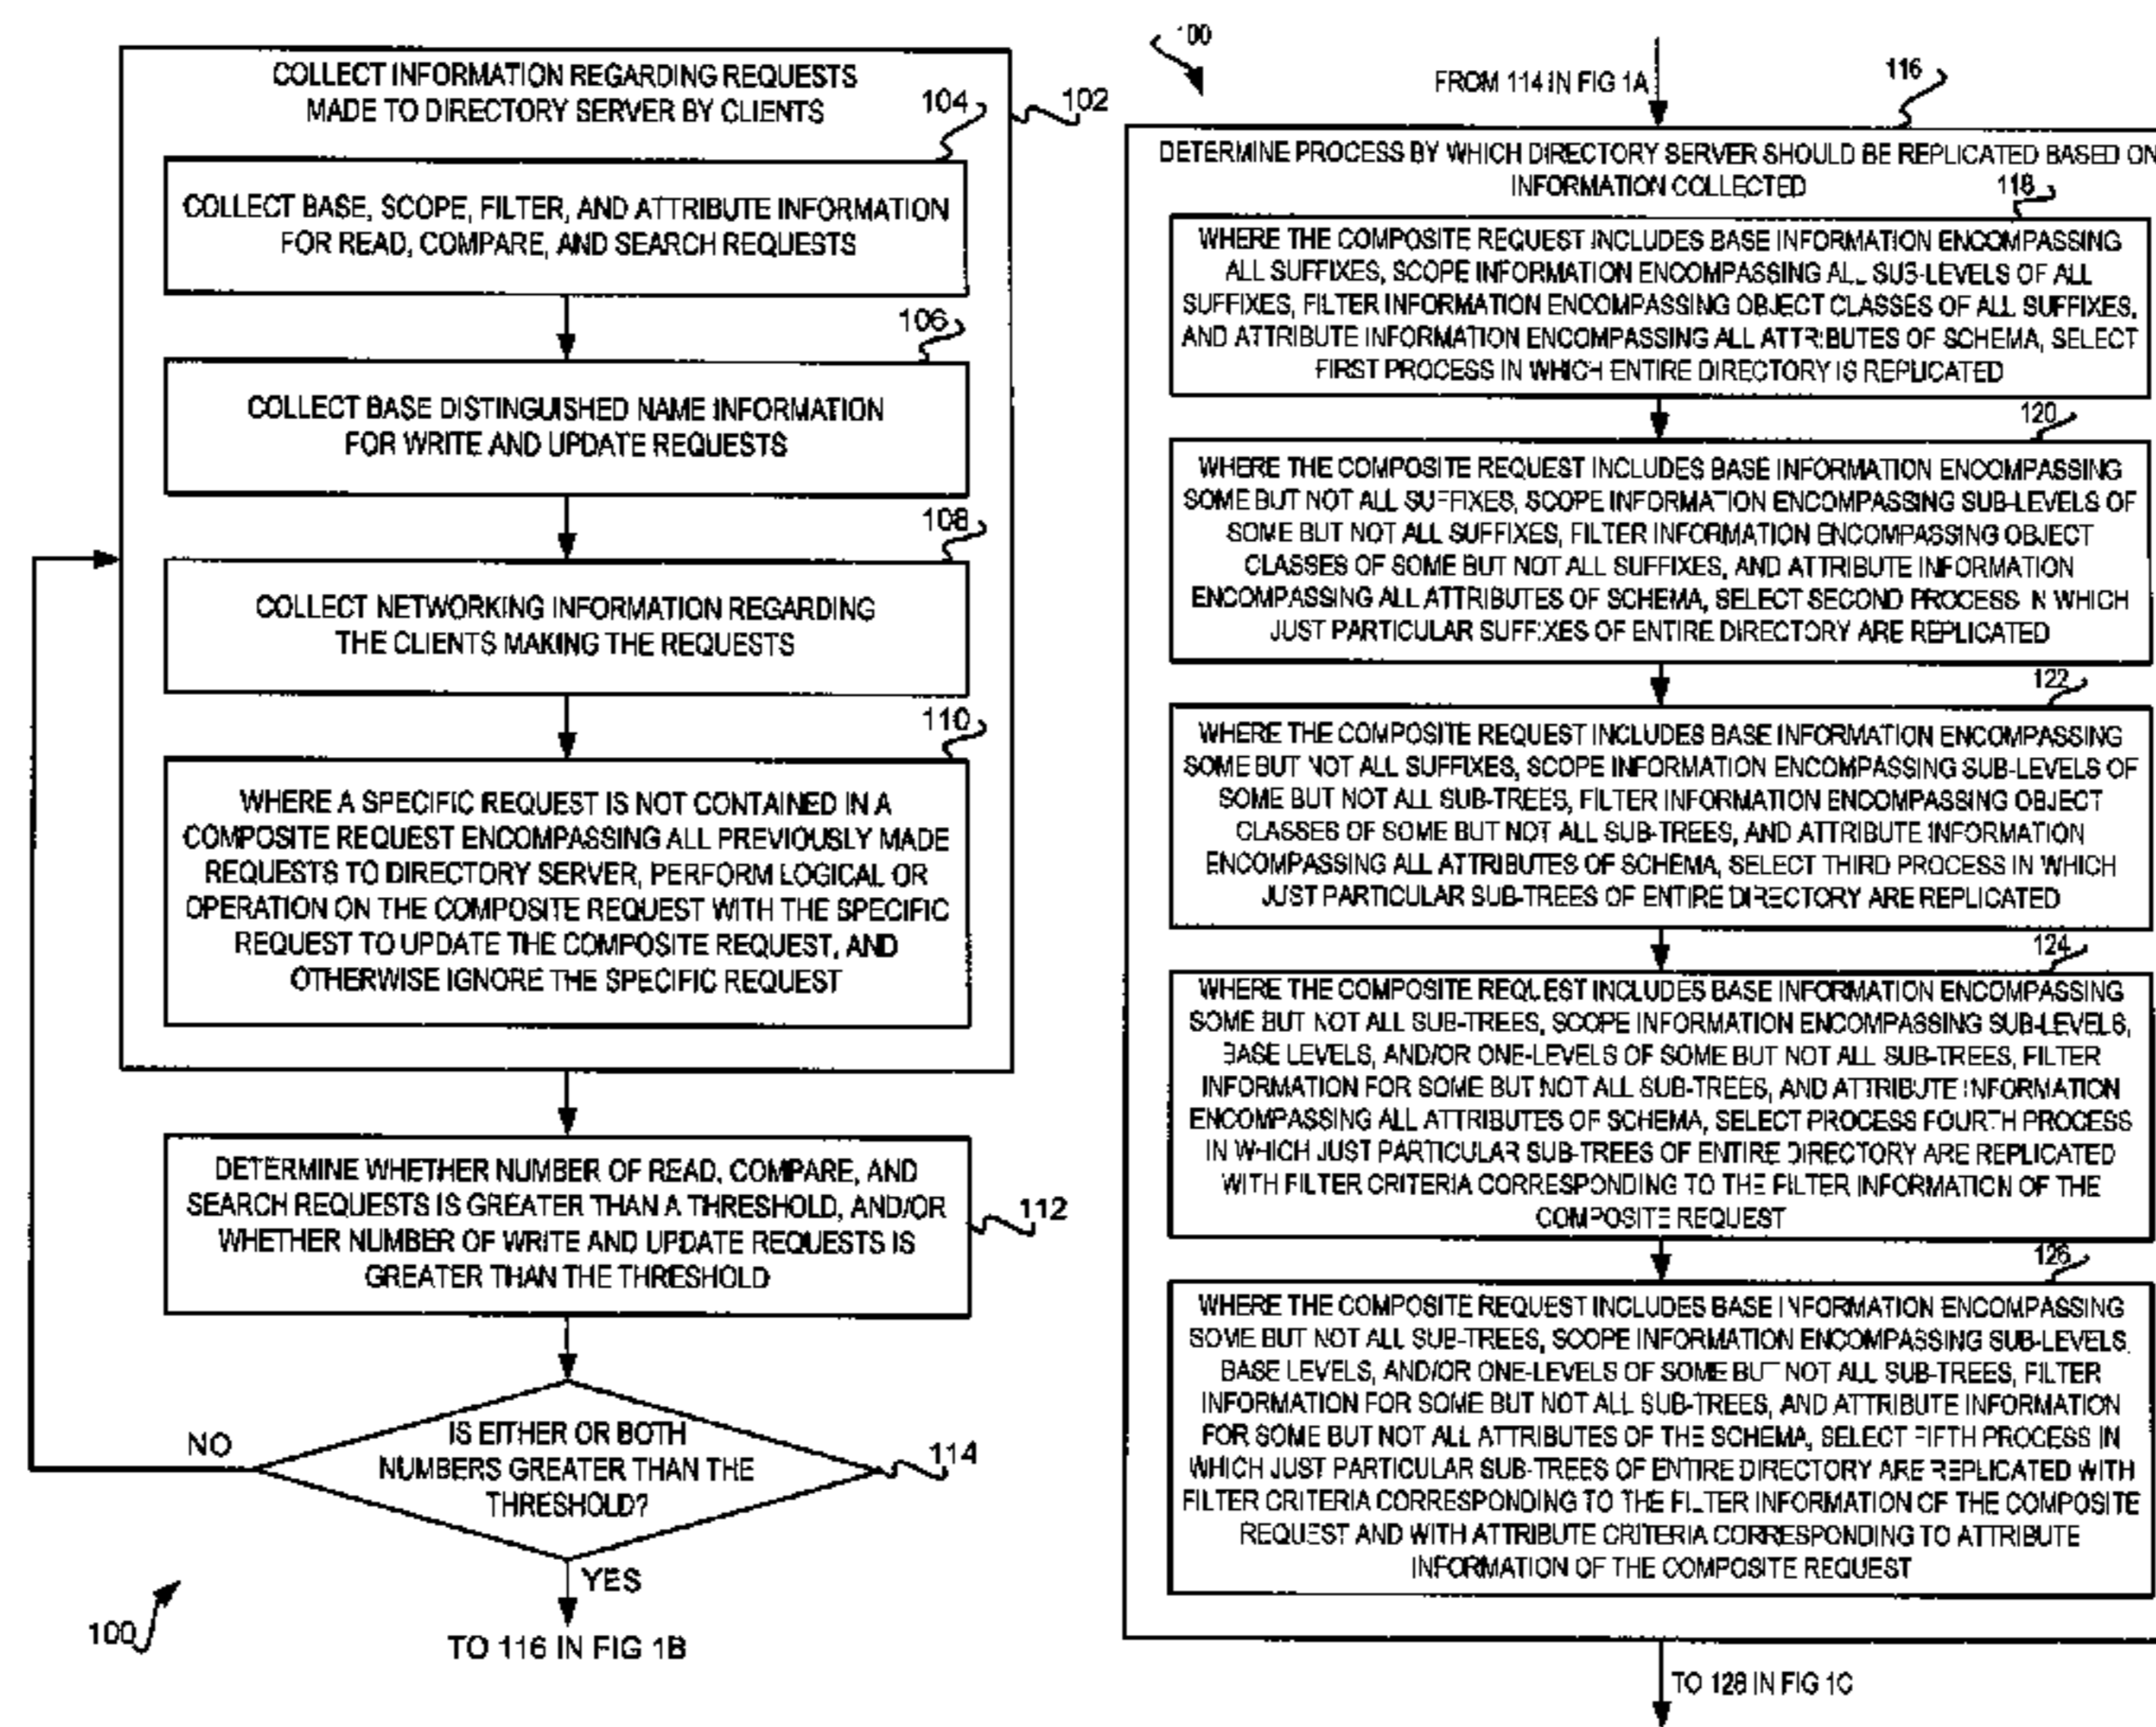 COLLECT INFORMATION REGARDING REQUESTS
MADE TO DIRECTORY SERVER BY CLIENTS
104
102
COLLECT BASE, SCOPE, FILTER, AND ATTRIBUTE INFORMATION
FOR READ, COMPARE, AND SEARCH REQUESTS
106
COLLECT BASE DISTINGUISHED NAME INFORMATION
FOR WRITE AND UPDATE REQUESTS
108
COLLECT NETWORKING INFORMATION REGARDING
THE CLIENTS MAKING THE REQUESTS
110
WHERE A SPECIFIC REQUEST IS NOT CONTAINED IN A
COMPOSITE REQUEST ENCOMPASSING ALL PREVIOUSLY MADE
REQUESTS TO DIRECTORY SERVER, PERFORM LOGICAL OR
OPERATION ON THE COMPOSITE REQUEST WITH THE SPECIFIC
REQUEST TO UPDATE THE COMPOSITE REQUEST, AND
OTHERWISE IGNORE THE SPECIFIC REQUEST
DETERMINE WHETHER NUMBER OF READ, COMPARE, AND
SEARCH REQUESTS IS GREATER THAN A THRESHOLD, AND/OR
WHETHER NUMBER OF WRITE AND UPDATE REQUESTS IS
GREATER THAN THE THRESHOLD
112
IS EITHER OR BOTH
NUMBERS GREATER THAN THE
THRESHOLD?
NO
114
YES
100
TO 116 IN FIG 1B
100
FROM 114 IN FIG 1A
116
DETERMINE PROCESS BY WHICH DIRECTORY SERVER SHOULD BE REPLICATED BASED ON
INFORMATION COLLECTED
118
WHERE THE COMPOSITE REQUEST INCLUDES BASE INFORMATION ENCOMPASSING
ALL SUFFIXES, SCOPE INFORMATION ENCOMPASSING ALL SUB-LEVELS OF ALL
SUFFIXES, FILTER INFORMATION ENCOMPASSING OBJECT CLASSES OF ALL SUFFIXES,
AND ATTRIBUTE INFORMATION ENCOMPASSING ALL ATTRIBUTES OF SCHEMA, SELECT
FIRST PROCESS IN WHICH ENTIRE DIRECTORY IS REPLICATED
120
WHERE THE COMPOSITE REQUEST INCLUDES BASE INFORMATION ENCOMPASSING
SOME BUT NOT ALL SUFFIXES, SCOPE INFORMATION ENCOMPASSING SUB-LEVELS OF
SOME BUT NOT ALL SUFFIXES, FILTER INFORMATION ENCOMPASSING OBJECT
CLASSES OF SOME BUT NOT ALL SUFFIXES, AND ATTRIBUTE INFORMATION
ENCOMPASSING ALL ATTRIBUTES OF SCHEMA, SELECT SECOND PROCESS IN WHICH
JUST PARTICULAR SUFFIXES OF ENTIRE DIRECTORY ARE REPLICATED
122
WHERE THE COMPOSITE REQUEST INCLUDES BASE INFORMATION ENCOMPASSING
SOME BUT NOT ALL SUFFIXES, SCOPE INFORMATION ENCOMPASSING SUB-LEVELS OF
SOME BUT NOT ALL SUB-TREES, FILTER INFORMATION ENCOMPASSING OBJECT
CLASSES OF SOME BUT NOT ALL SUB-TREES, AND ATTRIBUTE INFORMATION
ENCOMPASSING ALL ATTRIBUTES OF SCHEMA, SELECT THIRD PROCESS IN WHICH
JUST PARTICULAR SUB-TREES OF ENTIRE DIRECTORY ARE REPLICATED
124
WHERE THE COMPOSITE REQUEST INCLUDES BASE INFORMATION ENCOMPASSING
SOME BUT NOT ALL SUB-TREES, SCOPE INFORMATION ENCOMPASSING SUB-LEVELS,
BASE LEVELS, AND/OR ONE-LEVELS OF SOME BUT NOT ALL SUB-TREES, FILTER
INFORMATION FOR SOME BUT NOT ALL SUB-TREES, AND ATTRIBUTE INFORMATION
ENCOMPASSING ALL ATTRIBUTES OF SCHEMA, SELECT PROCESS FOURTH PROCESS
IN WHICH JUST PARTICULAR SUB-TREES OF ENTIRE DIRECTORY ARE REPLICATED
WITH FILTER CRITERIA CORRESPONDING TO THE FILTER INFORMATION OF THE
COMPOSITE REQUEST
126
WHERE THE COMPOSITE REQUEST INCLUDES BASE INFORMATION ENCOMPASSING
SOME BUT NOT ALL SUB-TREES, SCOPE INFORMATION ENCOMPASSING SUB-LEVELS,
BASE LEVELS, AND/OR ONE-LEVELS OF SOME BUT NOT ALL SUB-TREES, FILTER
INFORMATION FOR SOME BUT NOT ALL SUB-TREES, AND ATTRIBUTE INFORMATION
FOR SOME BUT NOT ALL ATTRIBUTES OF THE SCHEMA, SELECT FIFTH PROCESS IN
WHICH JUST PARTICULAR SUB-TREES OF ENTIRE DIRECTORY ARE REPLICATED WITH
FILTER CRITERIA CORRESPONDING TO THE FILTER INFORMATION OF THE COMPOSITE
REQUEST AND WITH ATTRIBUTE CRITERIA CORRESPONDING TO ATTRIBUTE
INFORMATION OF THE COMPOSITE REQUEST
TO 128 IN FIG 1C